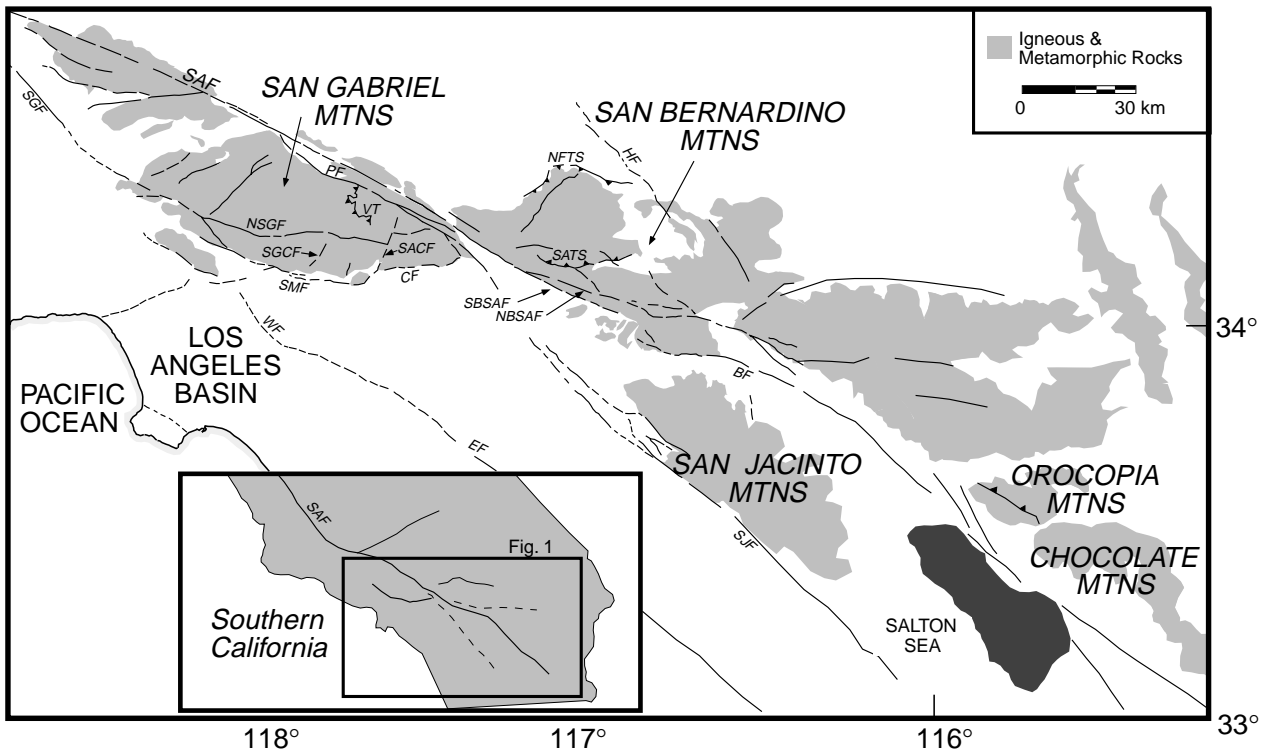 Igneous &
Metamorphic Rocks
0 30 km
SAF
SGF
SAN GABRIEL
MTNS
SAN BERNARDINO
MTNS
HF
NFTS
PF
VT
NSGF
SGCF
SACF
SATS
SMF
CF
SBSAF
NBSAF
WF
34°
LOS
ANGELES
BASIN
PACIFIC
OCEAN
BF
EF
SAN JACINTO
MTNS
OROCOPIA
MTNS
SJF
CHOCOLATE
MTNS
SALTON
SEA
SAF
Fig. 1
Southern
California
33°
118°
117°
116°